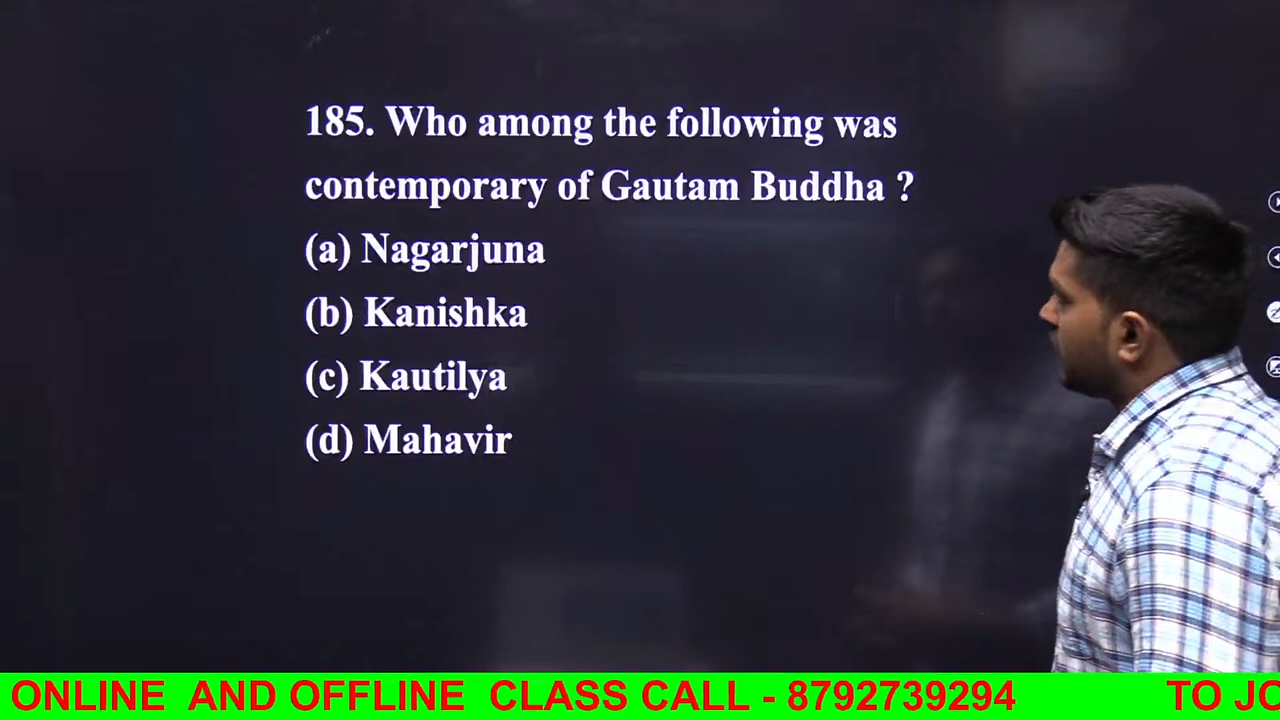 185. Who among the following was
contemporary of Gautam Buddha ?
(a) Nagarjuna
(b) Kanishka
(c) Kautilya
(d) Mahavir
ONLINE AND OFFLINE CLASS CALL - 8792739294 TO JO